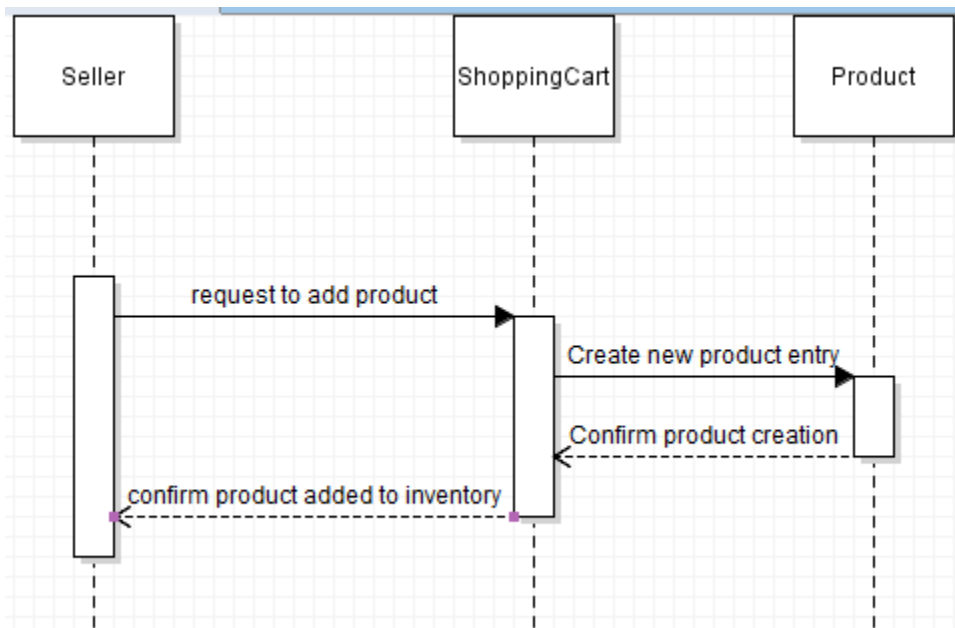 Seller
ShoppingCart
Product
request to add product
Create new product entry
Confirm product creation
confirm product added to inventory